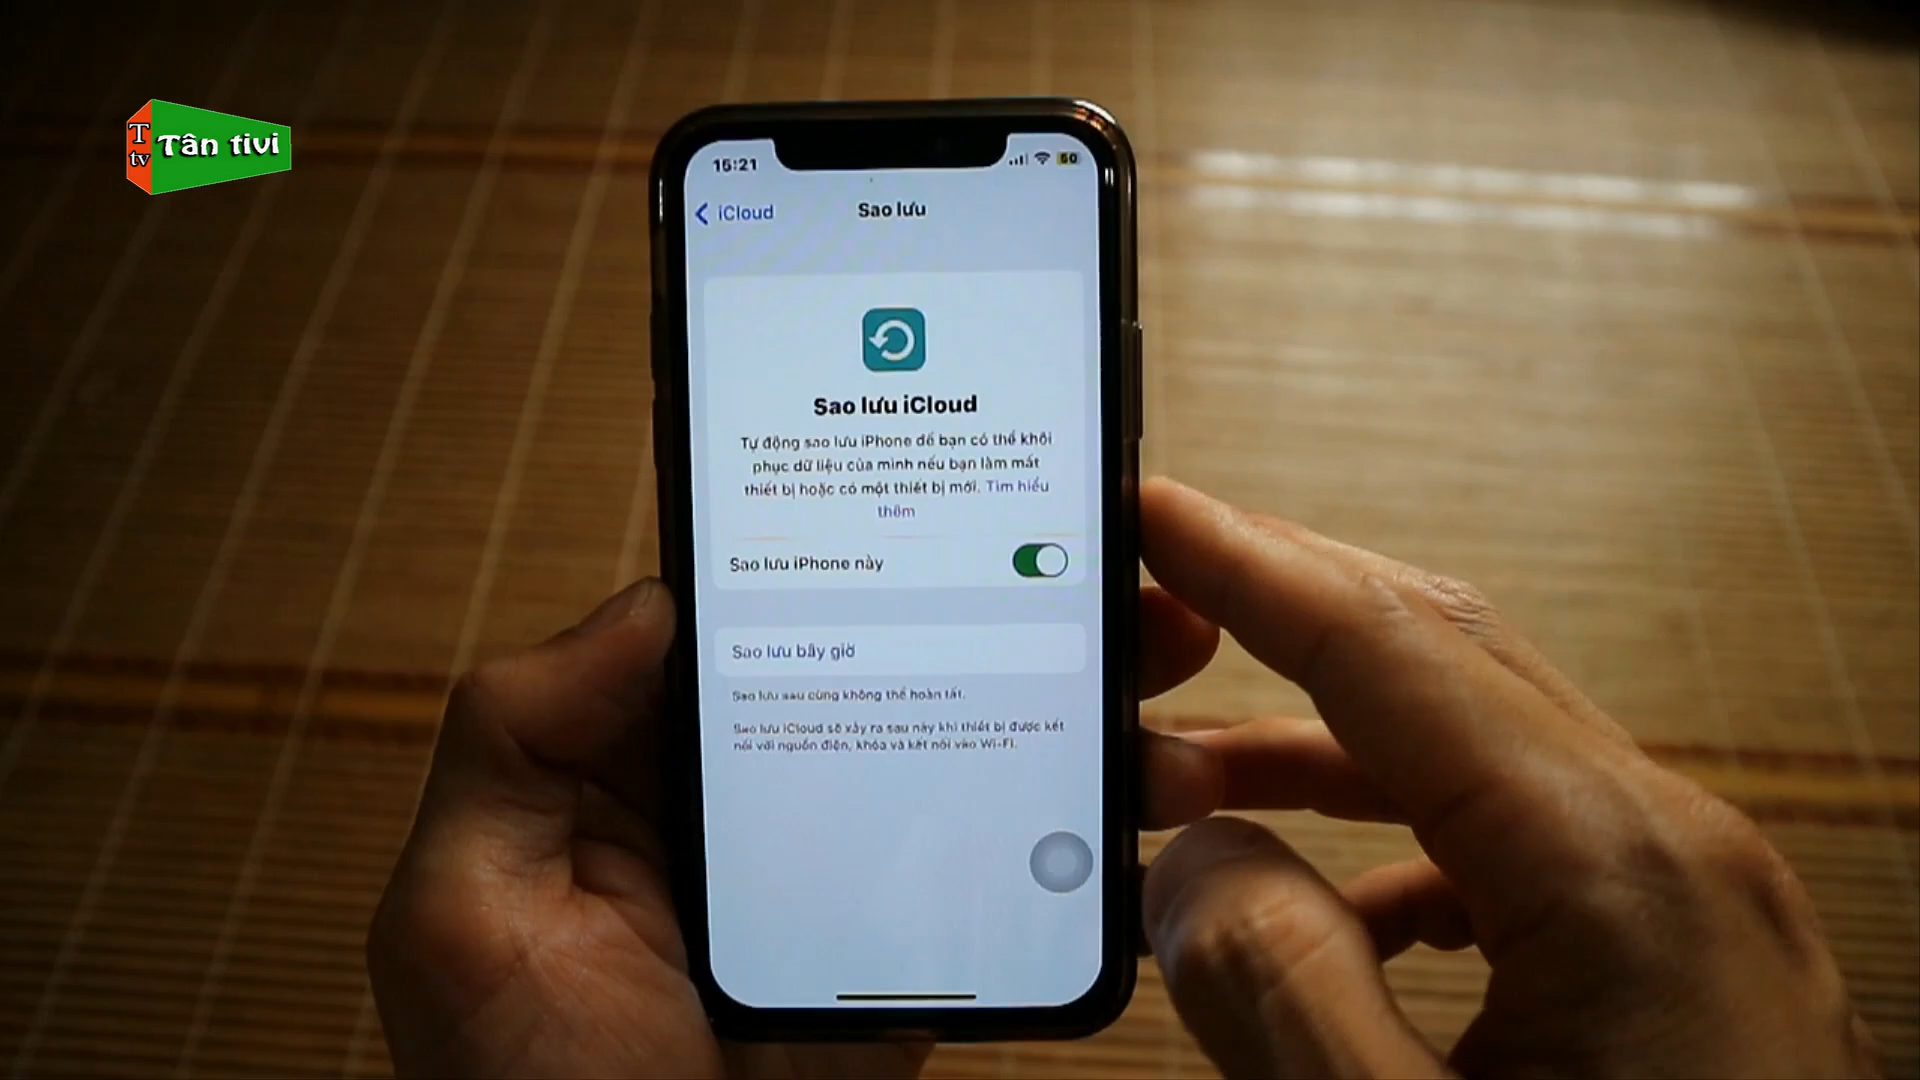 T
tv
Tân tivi
15:21
50
iCloud
Sao lưu
Sao lưu iCloud
Tự động sao lưu iPhone để bạn có thể khôi
phục dữ liệu của mình nếu bạn làm mất
thiết bị hoặc có một thiết bị mới. Tìm hiểu
thêm
Sao lưu iPhone này
Sao lưu bây giờ
Sao lưu sau cùng không thể hoàn tất.
Sao lưu iCloud sẽ xảy ra sau này khi thiết bị được kết
nối với nguồn điện, khóa và kết nối vào Wi-Fi.